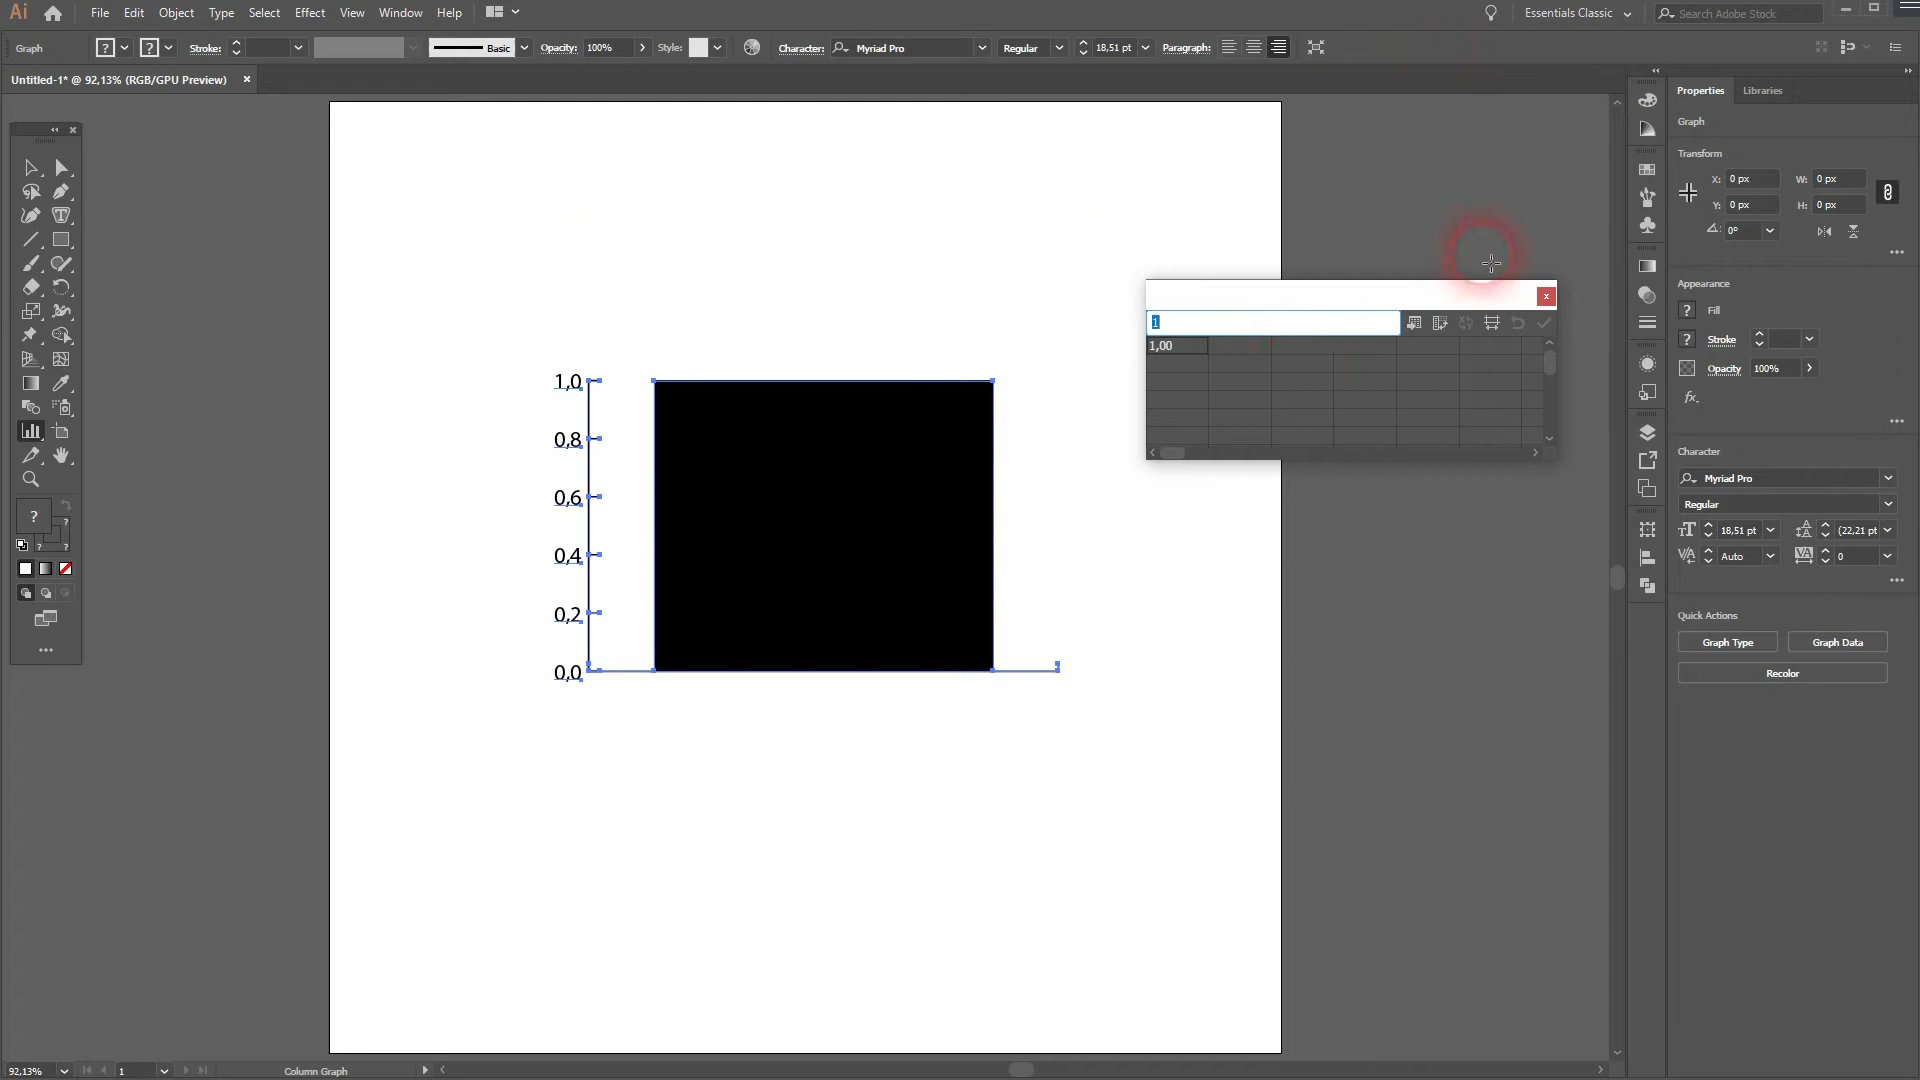 Ai File Edit Object Type Select Effect View Window Help Essentials Classic Search Adobe Stock
Graph ? ? Stroke: Basic Opacity: 100% Style: Character: Myriad Pro Regular 18,51 pt Paragraph:
Untitled-1* @ 92,13% (RGB/GPU Preview) ×
Properties Libraries
Graph
Transform
X: 0 px W: 0 px
Y: 0 px H: 0 px
0°
Appearance
? Fill
? Stroke
Opacity 100%
fx.
Character
Myriad Pro
Regular
18,51 pt (22,21 pt
Auto 0
Quick Actions
Graph Type Graph Data
Recolor
x
1
1,00
1,0
0,8
0,6
0,4
0,2
0,0
?
?
? ?
92,13% 1 Column Graph